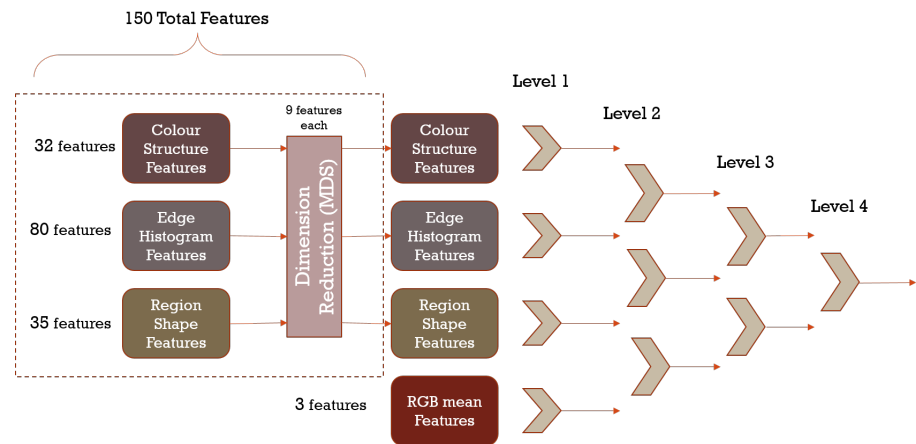 150 Total Features
Level 1
Level 2
Level 3
Level 4
9 features
each
32 features
Colour
Structure
Features
Dimension
Reduction (MDS)
Colour
Structure
Features
80 features
Edge
Histogram
Features
Edge
Histogram
Features
35 features
Region
Shape
Features
Region
Shape
Features
3 features
RGB mean
Features